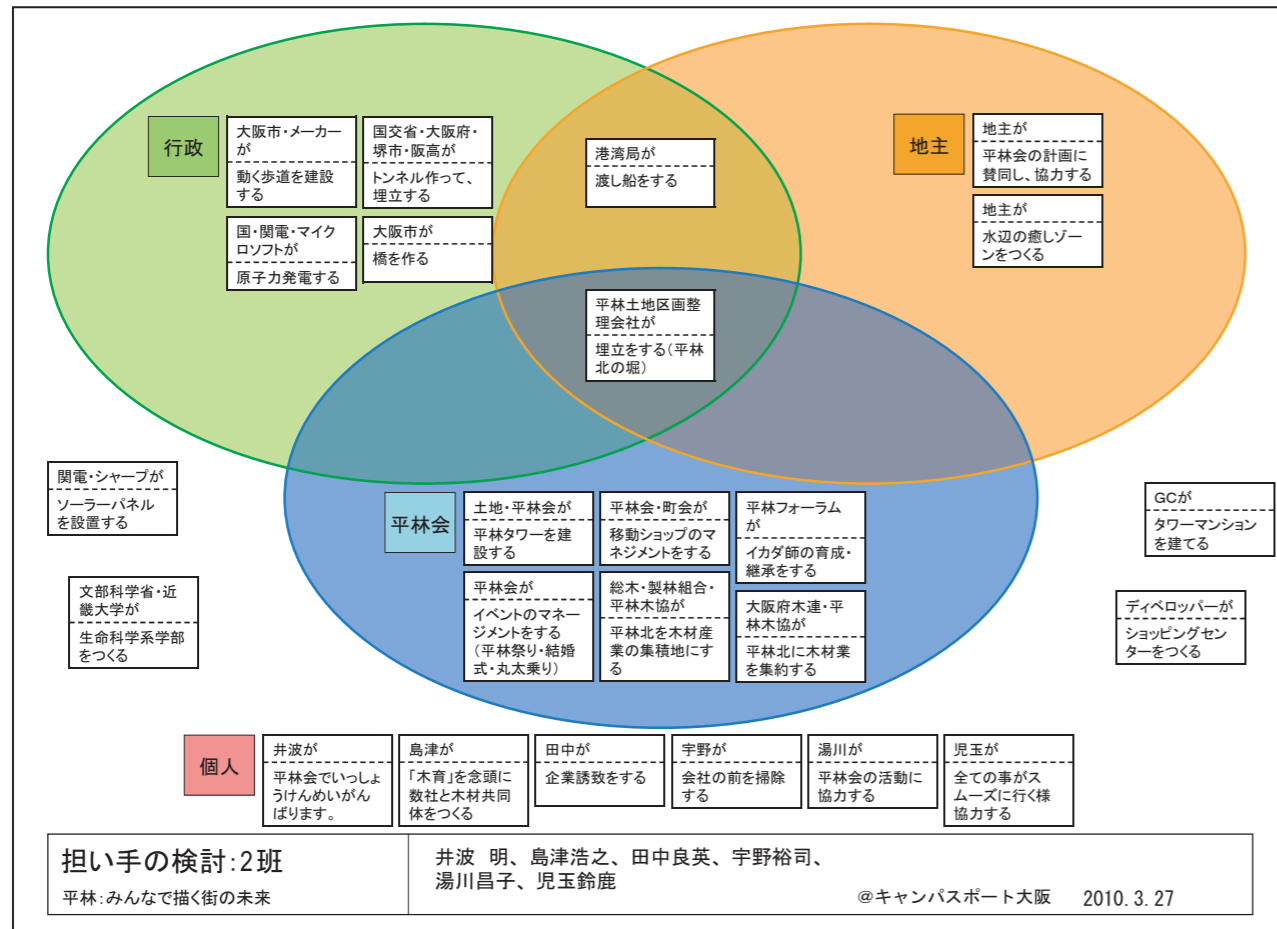 行政
大阪市・メーカー
が
動く歩道を建設
する
国交省・大阪府・
堺市・阪高が
トンネル作って、
埋立する
国・関電・マイク
ロソフトが
原子力発電する
大阪市が
橋を作る
港湾局が
渡し船をする
地主
地主が
平林会の計画に
賛同し、協力する
地主が
水辺の癒しゾー
ンをつくる
平林土地区画整
理会社が
埋立をする(平林
北の堀)
関電・シャープが
ソーラーパネル
を設置する
文部科学省・近
畿大学が
生命科学系学部
をつくる
平林会
土地・平林会が
平林タワーを建
設する
平林会・町会が
移動ショップのマ
ネジメントをする
平林フォーラム
が
イカダ師の育成・
継承をする
平林会が
イベントのマネー
ジメントをする
(平林祭り・結婚
式・丸太乗り)
総木・製林組合・
平林木協が
平林北を木材産
業の集積地にす
る
大阪府木連・平
林木協が
平林北に木材業
を集約する
GCが
タワーマンション
を建てる
ディベロッパーが
ショッピングセン
ターをつくる
個人
井波が
平林会でいっしょ
うけんめいがん
ばります。
島津が
「木育」を念頭に
数社と木材共同
体をつくる
田中が
企業誘致をする
宇野が
会社の前を掃除
する
湯川が
平林会の活動に
協力する
児玉が
全ての事がス
ムーズに行く様
協力する
担い手の検討:2班
平林:みんなで描く街の未来
井波 明、島津浩之、田中良英、宇野裕司、
湯川昌子、児玉鈴鹿
@キャンパスポート大阪 2010.3.27